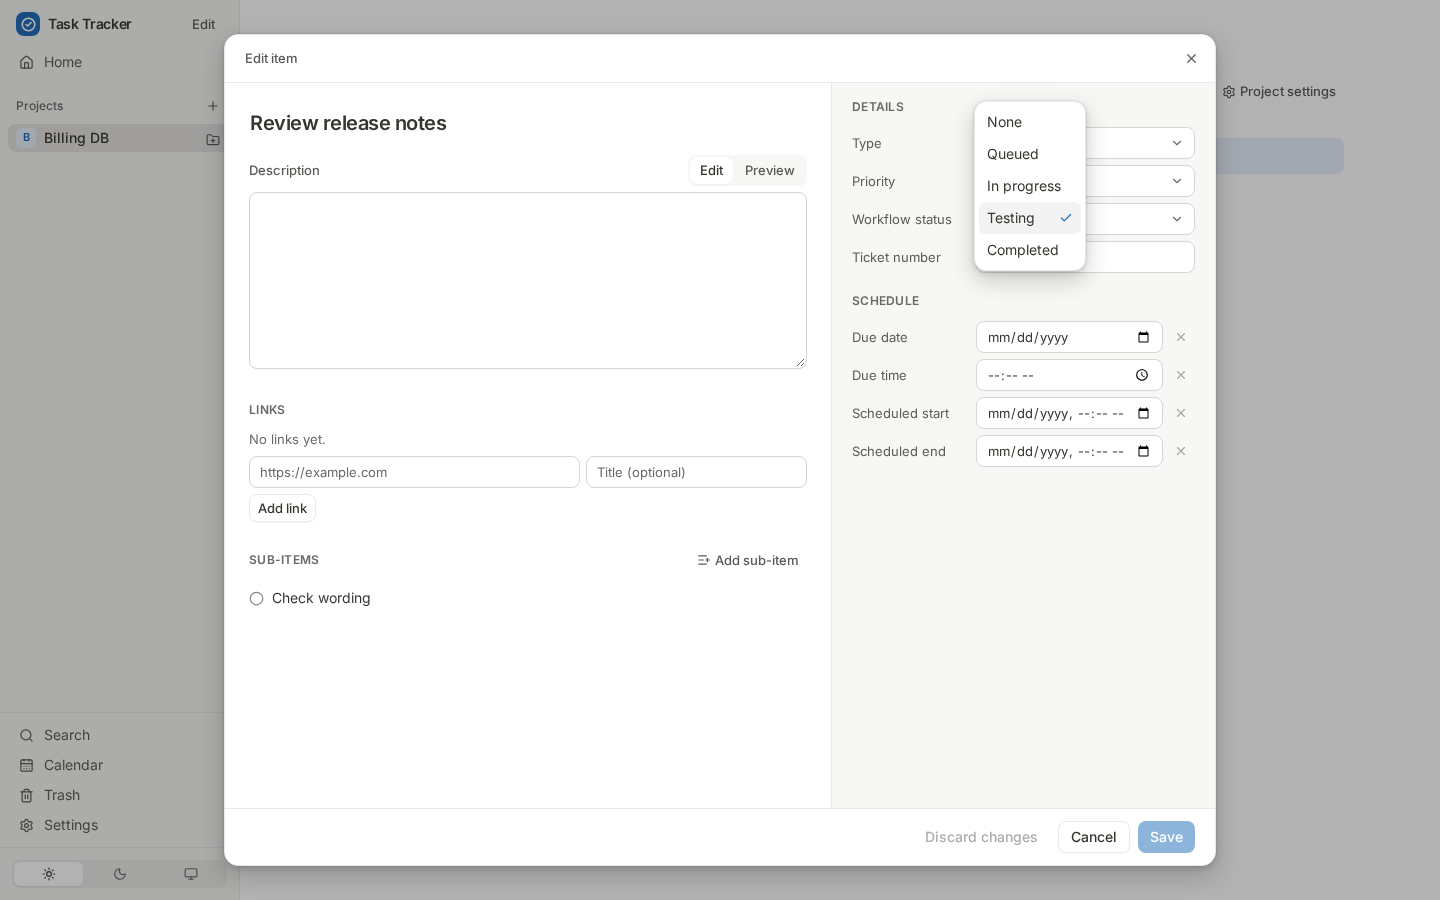 Task Tracker
Edit
Home
Projects
B
Billing DB
Search
Calendar
Trash
Settings
Project settings
Edit item
Review release notes
Description
Edit
Preview
LINKS
No links yet.
https://example.com
Title (optional)
Add link
SUB-ITEMS
Add sub-item
Check wording
DETAILS
Type
Priority
Workflow status
Ticket number
None
Queued
In progress
Testing
Completed
SCHEDULE
Due date
mm/dd/yyyy
Due time
--:-- --
Scheduled start
mm/dd/yyyy, --:-- --
Scheduled end
mm/dd/yyyy, --:-- --
Discard changes
Cancel
Save